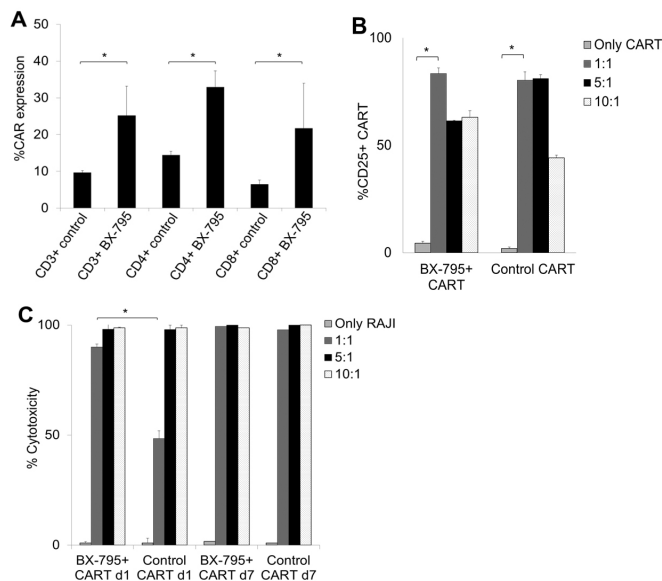 A
%CAR expression
50
40
30
20
10
0
*
*
*
CD3+ control
CD3+ BX-795
CD4+ control
CD4+ BX-795
CD8+ control
CD8+ BX-795
B
%CD25+ CART
100
50
0
*
*
Only CART
1:1
5:1
10:1
BX-795+
CART
Control CART
C
% Cytotoxicity
100
50
0
*
Only RAJI
1:1
5:1
10:1
BX-795+
CART d1
Control
CART d1
BX-795+
CART d7
Control
CART d7